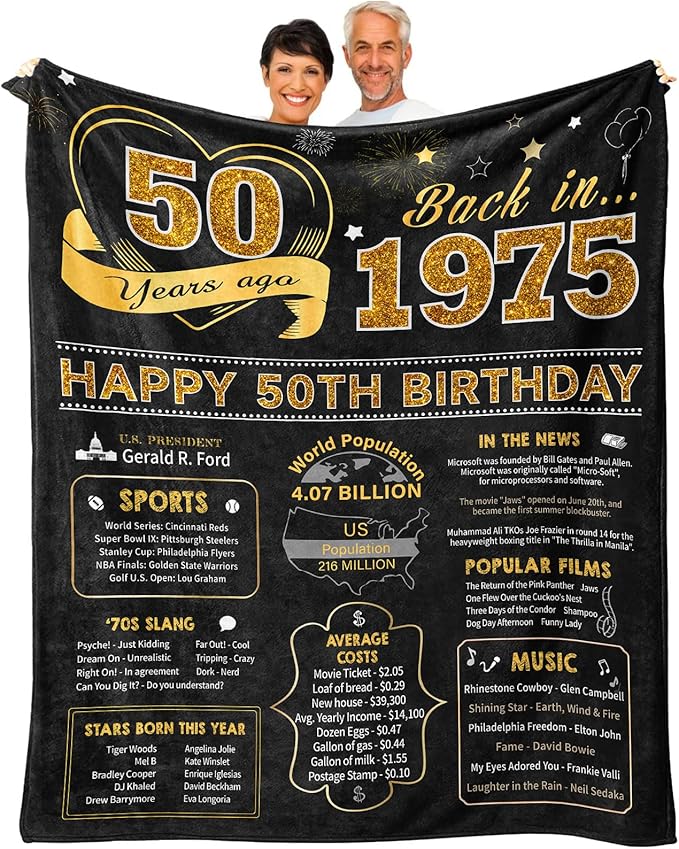 50
Years ago
Back in...
1975
HAPPY 50TH BIRTHDAY
U.S. PRESIDENT
Gerald R. Ford
SPORTS
World Series: Cincinnati Reds
Super Bowl IX: Pittsburgh Steelers
Stanley Cup: Philadelphia Flyers
NBA Finals: Golden State Warriors
Golf U.S. Open: Lou Graham
World Population
4.07 BILLION
US
Population
216 MILLION
IN THE NEWS
Microsoft was founded by Bill Gates and Paul Allen.
Microsoft was originally called "Micro-Soft",
for microprocessors and software.
The movie "Jaws" opened on June 20th, and
became the first summer blockbuster.
Muhammad Ali TKOs Joe Frazier in round 14 for the
heavyweight boxing title in "The Thrilla in Manila".
POPULAR FILMS
The Return of the Pink Panther Jaws
One Flew Over the Cuckoo's Nest
Three Days of the Condor Shampoo
Dog Day Afternoon Funny Lady
'70S SLANG
Psyche! - Just Kidding Far Out! - Cool
Dream On - Unrealistic Tripping - Crazy
Right On! - In agreement Dork - Nerd
Can You Dig It? - Do you understand?
$
AVERAGE
COSTS
Movie Ticket - $2.05
Loaf of bread - $0.29
New house - $39,300
Avg. Yearly Income - $14,100
Dozen Eggs - $0.47
Gallon of gas - $0.44
Gallon of milk - $1.55
Postage Stamp - $0.10
$
MUSIC
Rhinestone Cowboy - Glen Campbell
Shining Star - Earth, Wind & Fire
Philadelphia Freedom - Elton John
Fame - David Bowie
My Eyes Adored You - Frankie Valli
Laughter in the Rain - Neil Sedaka
STARS BORN THIS YEAR
Tiger Woods Angelina Jolie
Mel B Kate Winslet
Bradley Cooper Enrique Iglesias
DJ Khaled David Beckham
Drew Barrymore Eva Longoria